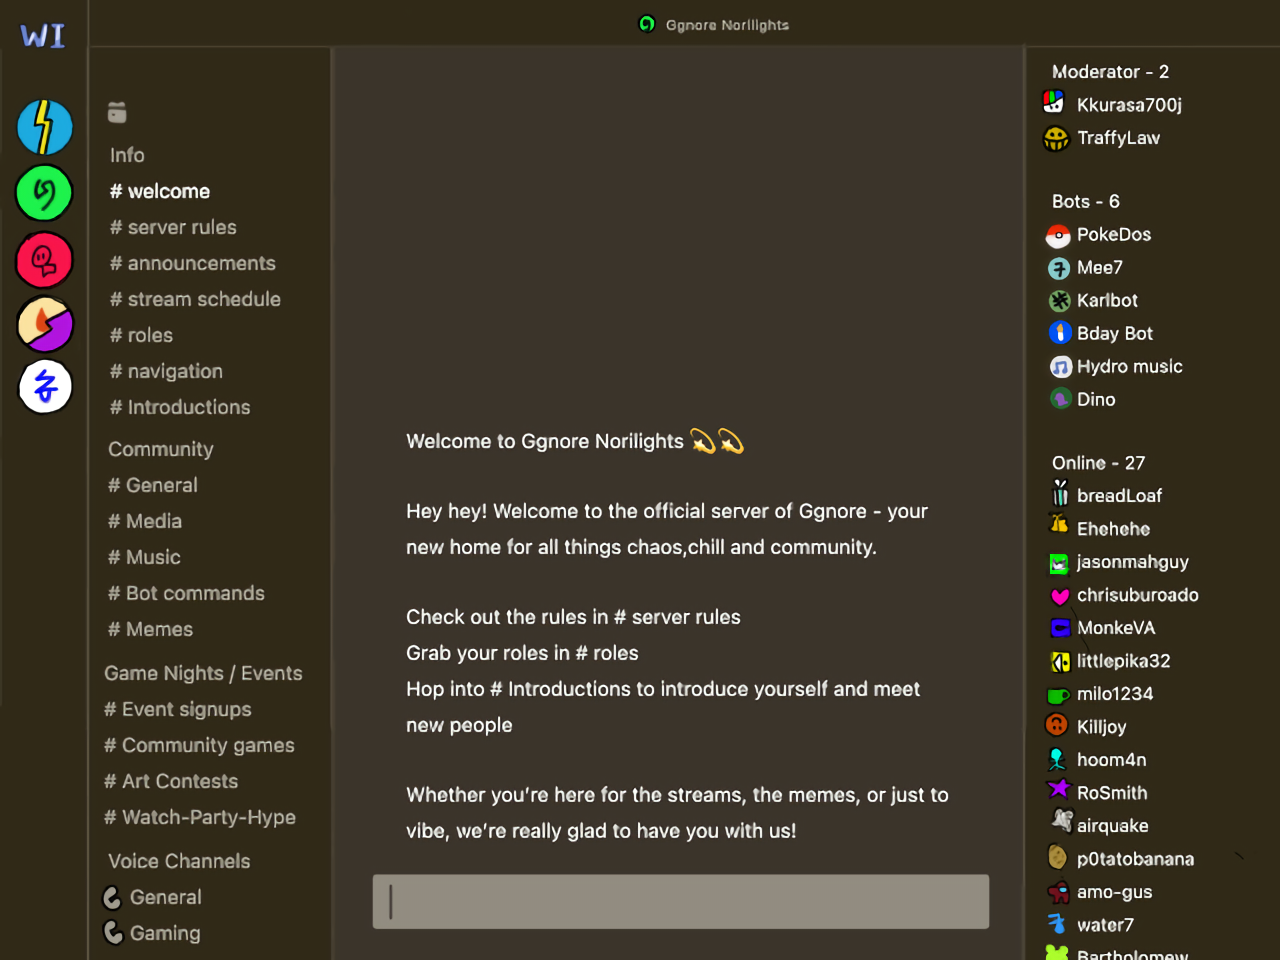 WI
Ggnore Norilights
Info
# welcome
# server rules
# announcements
# stream schedule
# roles
# navigation
# Introductions
Community
# General
# Media
# Music
# Bot commands
# Memes
Game Nights / Events
# Event signups
# Community games
# Art Contests
# Watch-Party-Hype
Voice Channels
General
Gaming
Welcome to Ggnore Norilights 💫💫
Hey hey! Welcome to the official server of Ggnore - your
new home for all things chaos,chill and community.
Check out the rules in # server rules
Grab your roles in # roles
Hop into # Introductions to introduce yourself and meet
new people
Whether you're here for the streams, the memes, or just to
vibe, we're really glad to have you with us!
Moderator - 2
Kkurasa700j
TraffyLaw
Bots - 6
PokeDos
Mee7
Karlbot
Bday Bot
Hydro music
Dino
Online - 27
breadLoaf
Ehehehe
jasonmahguy
chrisuburoado
MonkeVA
littlepika32
milo1234
Killjoy
hoom4n
RoSmith
airquake
p0tatobanana
amo-gus
water7
Bartholomew